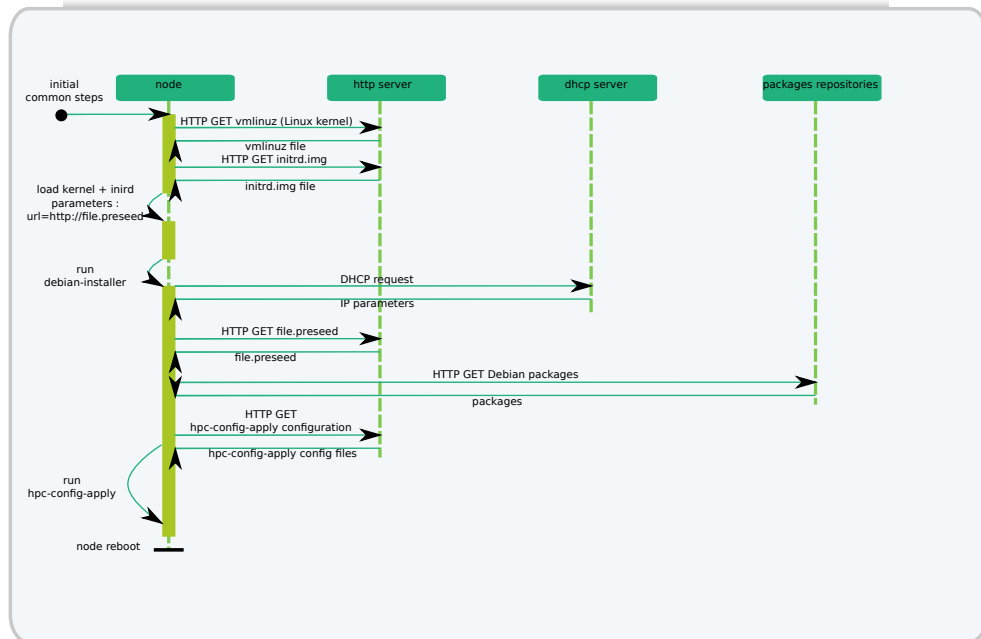 initial
common steps
node
http server
dhcp server
packages repositories
HTTP GET vmlinuz (Linux kernel)
vmlinuz file
HTTP GET initrd.img
initrd.img file
load kernel + inird
parameters :
url=http://file.preseed
run
debian-installer
DHCP request
IP parameters
HTTP GET file.preseed
file.preseed
HTTP GET Debian packages
packages
HTTP GET
hpc-config-apply configuration
hpc-config-apply config files
run
hpc-config-apply
node reboot